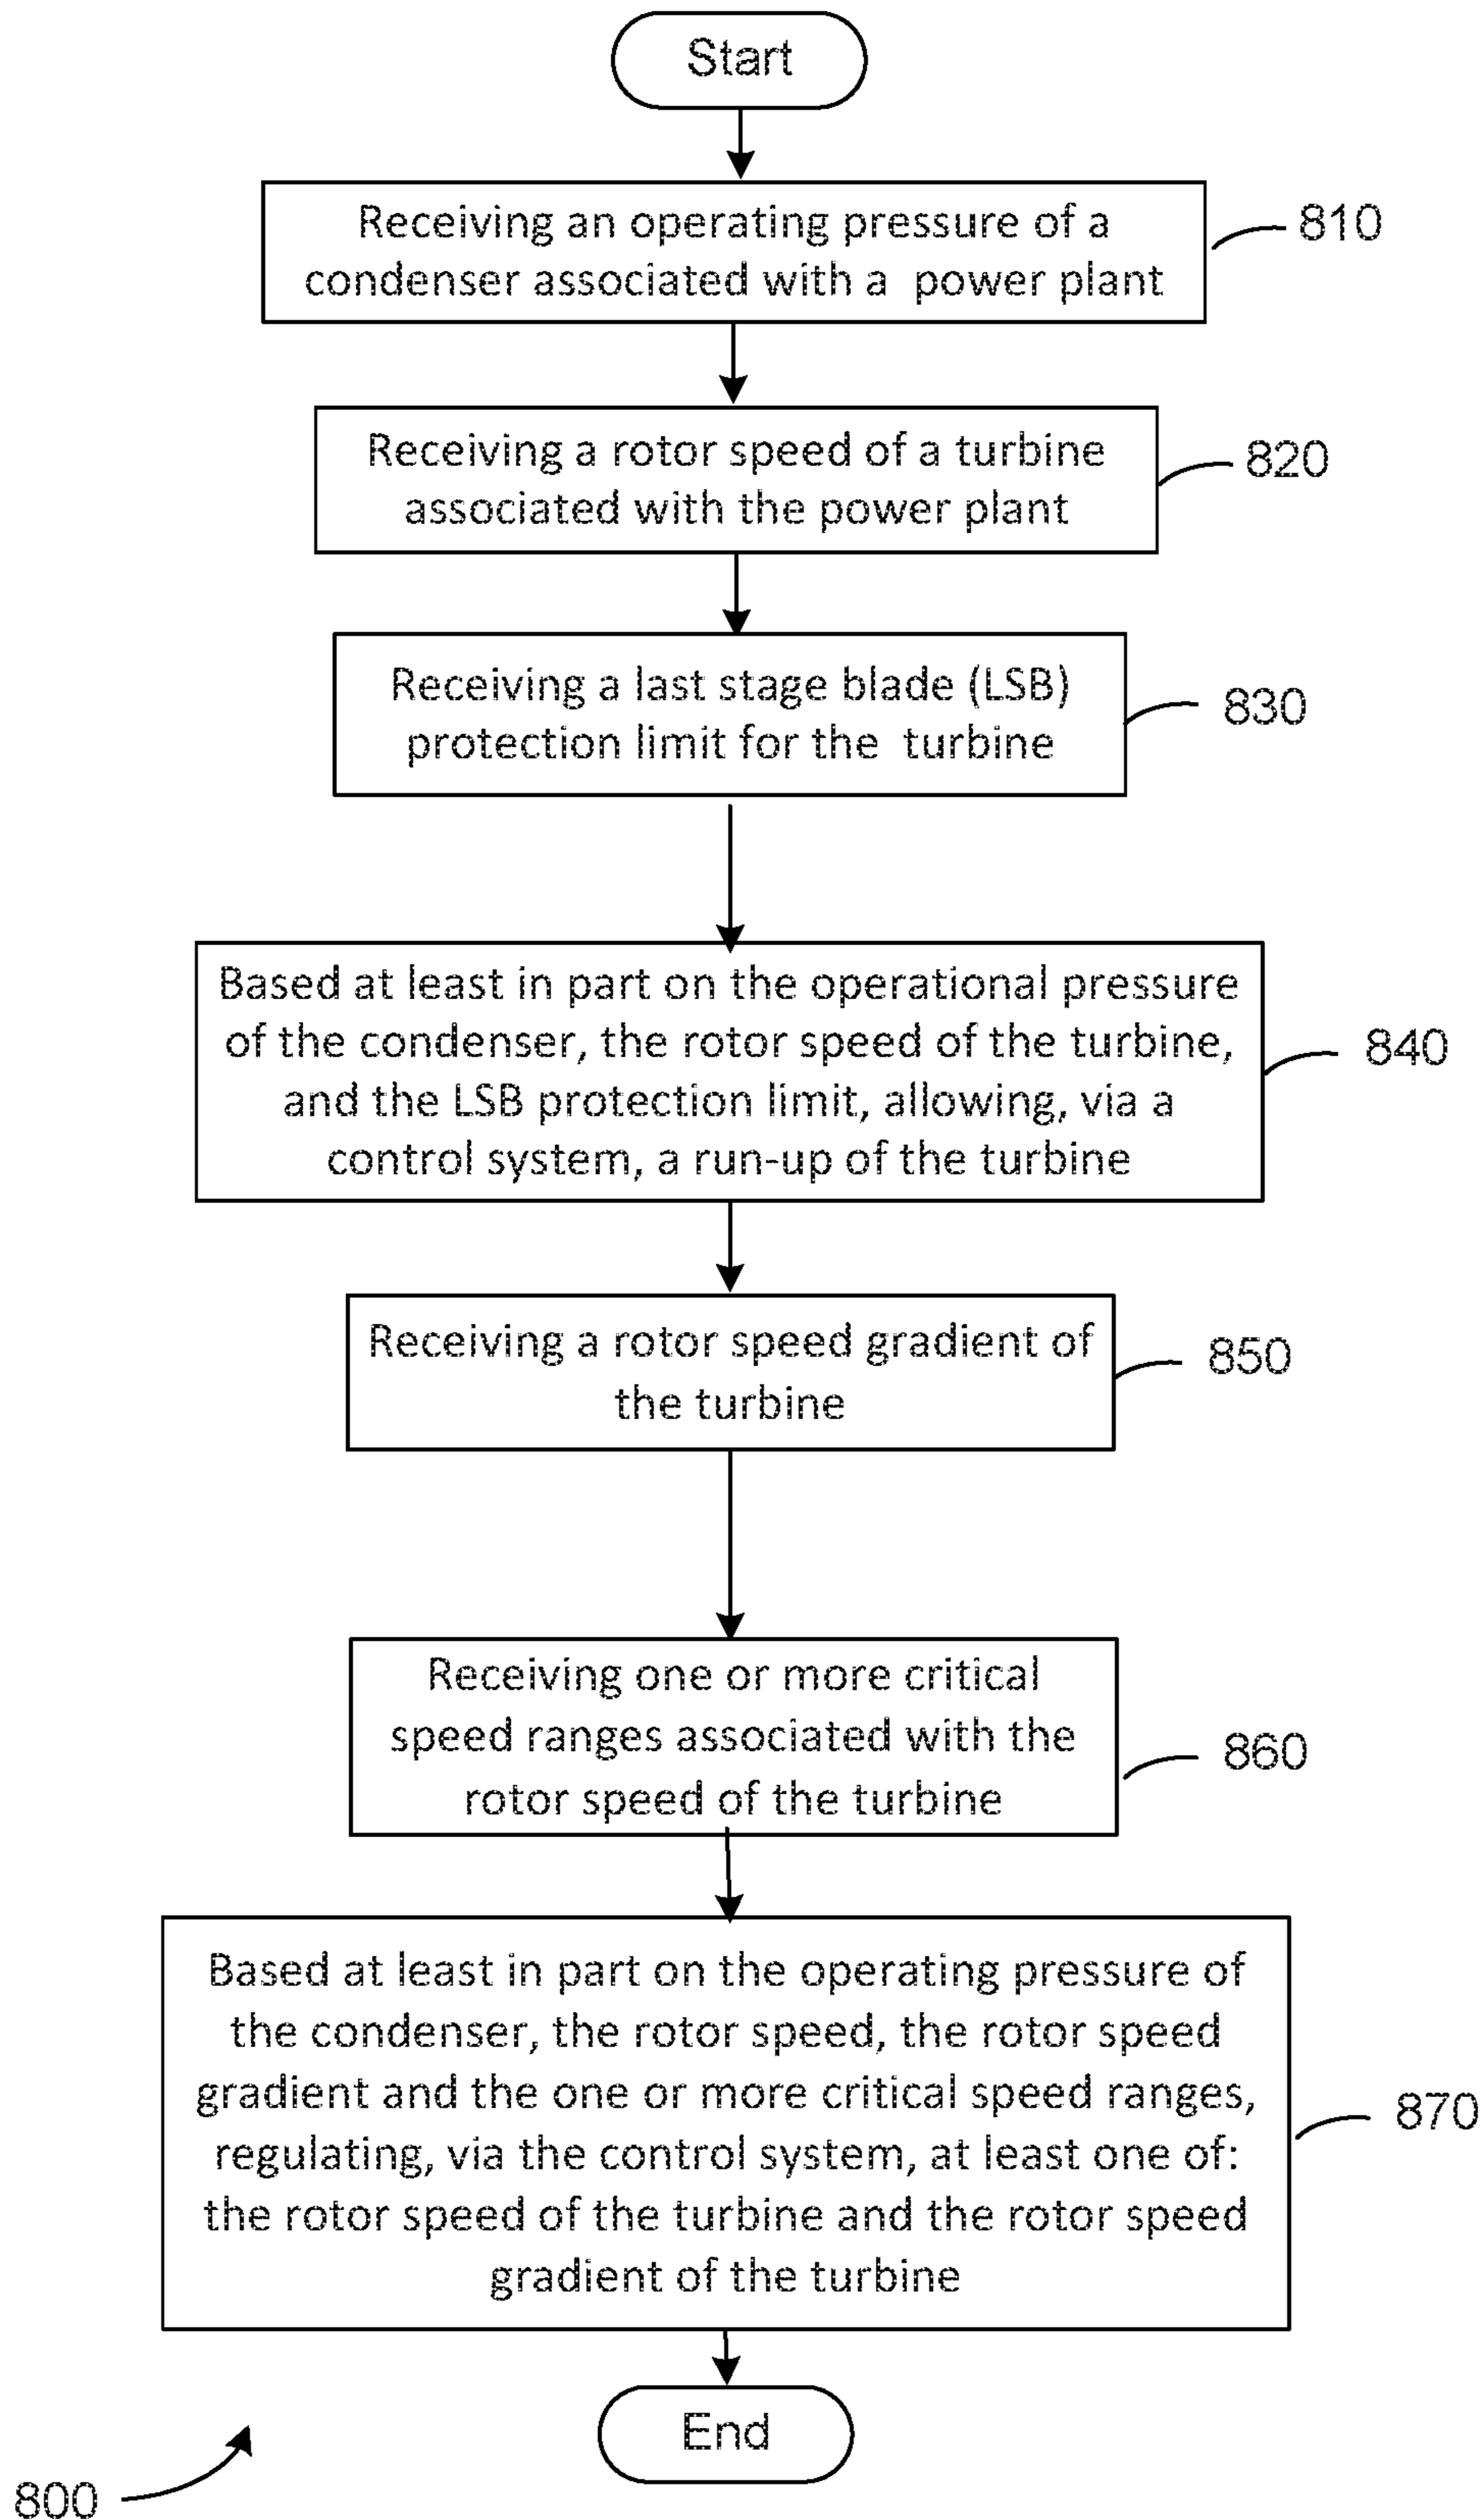 Start
Receiving an operating pressure of a
condenser associated with a power plant
810
Receiving a rotor speed of a turbine
associated with the power plant
820
Receiving a last stage blade (LSB)
protection limit for the turbine
830
Based at least in part on the operational pressure
of the condenser, the rotor speed of the turbine,
and the LSB protection limit, allowing, via a
control system, a run-up of the turbine
840
Receiving a rotor speed gradient of
the turbine
850
Receiving one or more critical
speed ranges associated with the
rotor speed of the turbine
860
Based at least in part on the operating pressure of
the condenser, the rotor speed, the rotor speed
gradient and the one or more critical speed ranges,
regulating, via the control system, at least one of:
the rotor speed of the turbine and the rotor speed
gradient of the turbine
870
End
800